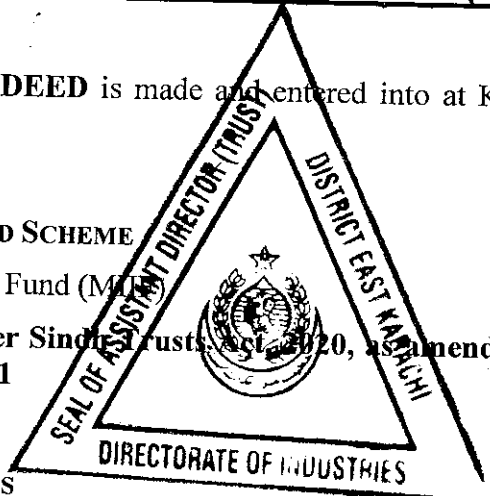 DEED is made and entered into at K
D SCHEME
Fund (MIIF)
er Sindh Trusts Act, 2020, as amend
1
S
SEAL OF ASSISTANT DIRECTOR (TRUST)
DISTRICT EAST KARACHI
DIRECTORATE OF INDUSTRIES